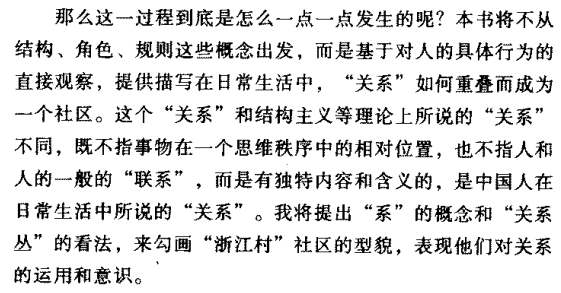 那么这一过程到底是怎么一点一点发生的呢？本书将不从
结构、角色、规则这些概念出发，而是基于对人的具体行为的
直接观察，提供描写在日常生活中，“关系”如何重叠而成为
一个社区。这个“关系”和结构主义等理论上所说的“关系”
不同，既不指事物在一个思维秩序中的相对位置，也不指人和
人的一般的“联系”，而是有独特内容和含义的，是中国人在
日常生活中所说的“关系”。我将提出“系”的概念和“关系
丛”的看法，来勾画“浙江村”社区的型貌，表现他们对关系
的运用和意识。